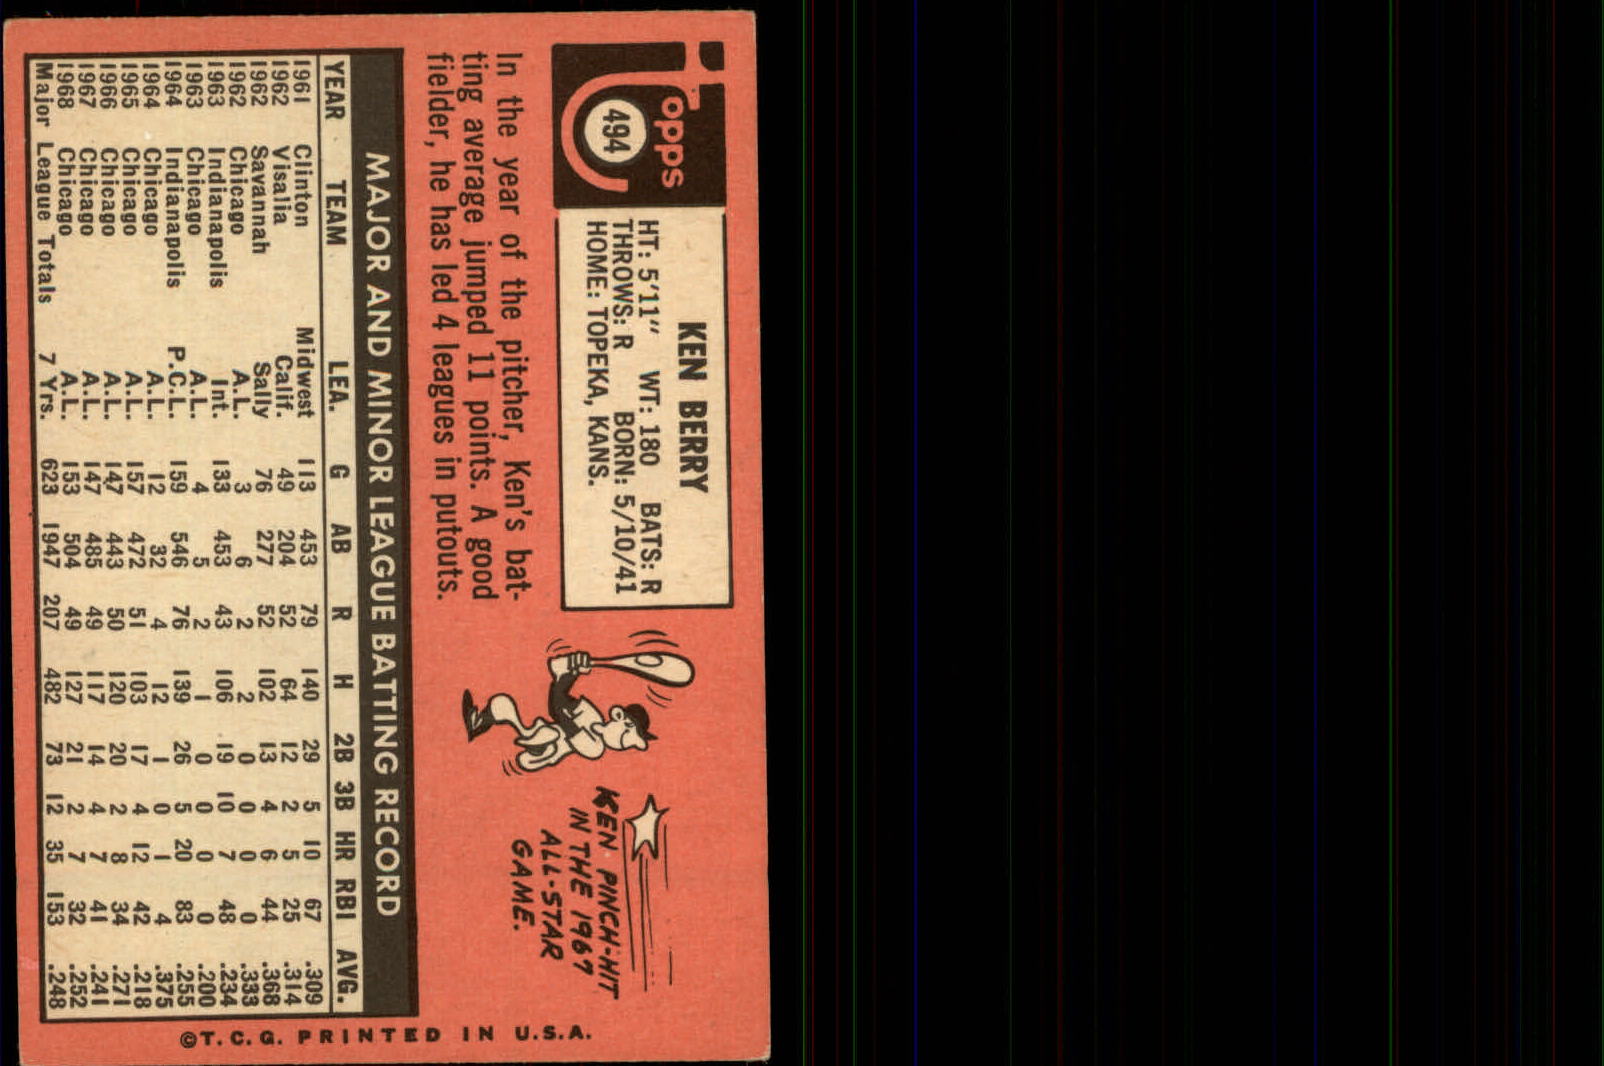 Topps
494
KEN BERRY
HT: 5'11" WT: 180 BATS: R
THROWS: R BORN: 5/10/41
HOME: TOPEKA, KANS.
In the year of the pitcher, Ken's bat-
ting average jumped 11 points. A good
fielder, he has led 4 leagues in putouts.
KEN PINCH-HIT
IN THE 1967
ALL-STAR
GAME.
MAJOR AND MINOR LEAGUE BATTING RECORD
YEAR TEAM LEA. G AB R H 2B 3B HR RBI AVG.
1961 Clinton Midwest 113 453 79 140 29 5 10 67 .309
1962 Visalia Calif. 49 204 52 64 12 2 5 25 .314
1962 Savannah Sally 76 277 52 102 13 4 6 44 .368
1962 Chicago A.L. 3 6 2 2 0 0 0 0 .333
1963 Indianapolis Int. 133 453 43 106 19 10 7 48 .234
1963 Chicago A.L. 4 5 2 1 0 0 0 0 .200
1964 Indianapolis P.C.L. 159 546 76 139 26 5 20 83 .255
1964 Chicago A.L. 12 32 4 12 1 0 1 4 .375
1965 Chicago A.L. 157 472 51 103 17 4 12 42 .218
1966 Chicago A.L. 147 443 50 120 20 2 8 34 .271
1967 Chicago A.L. 147 485 49 117 14 4 7 41 .241
1968 Chicago A.L. 153 504 49 127 21 2 7 32 .252
Major League Totals 7 Yrs. 623 1947 207 482 73 12 35 153 .248
©T.C.G. PRINTED IN U.S.A.